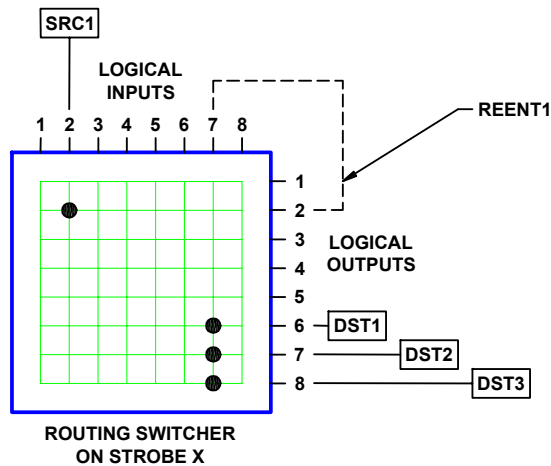 SRC1
LOGICAL
INPUTS
1 2 3 4 5 6 7 8
REENT1
1
2
3
4
5
6
7
8
LOGICAL
OUTPUTS
DST1
DST2
DST3
ROUTING SWITCHER
ON STROBE X